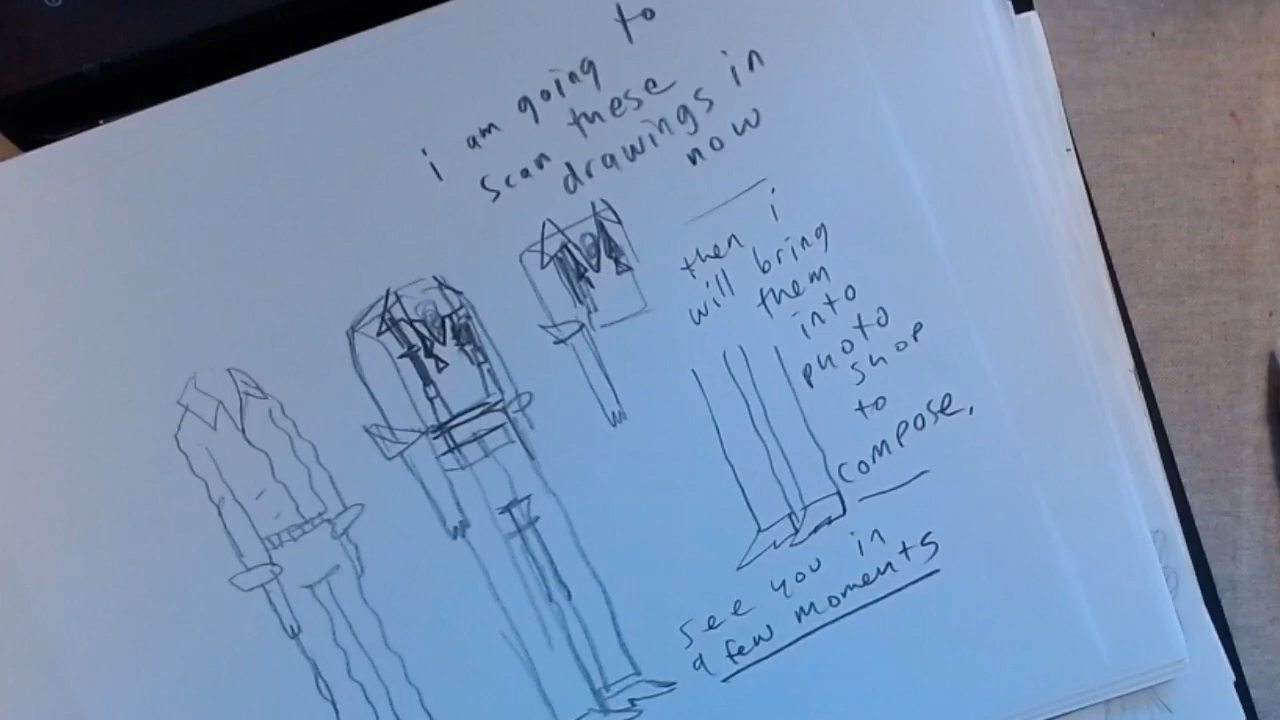 to
i am going
scan these
drawings in
now
then i
will bring
them
into
photo
shop
to
compose.
see you in
a few moments